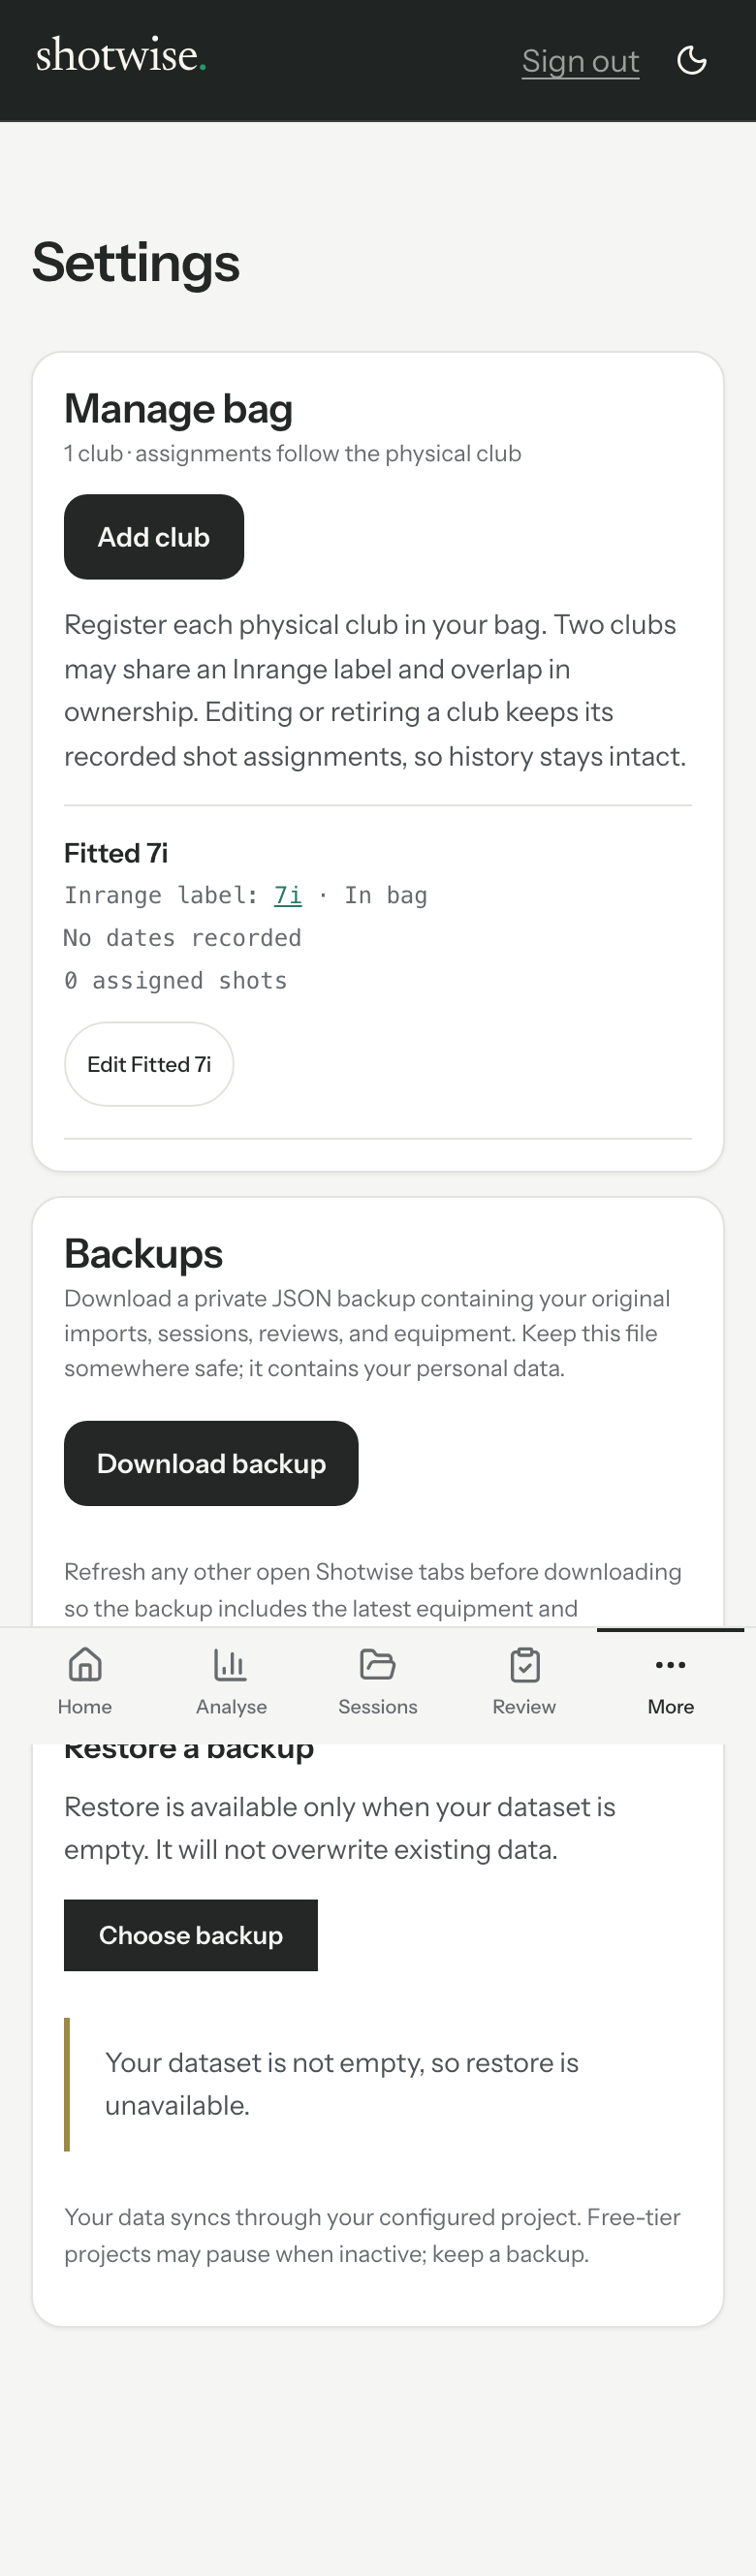 shotwise.
Sign out
Settings
Manage bag
1 club · assignments follow the physical club
Add club
Register each physical club in your bag. Two clubs
may share an Inrange label and overlap in
ownership. Editing or retiring a club keeps its
recorded shot assignments, so history stays intact.
Fitted 7i
Inrange label: 7i · In bag
No dates recorded
0 assigned shots
Edit Fitted 7i
Backups
Download a private JSON backup containing your original
imports, sessions, reviews, and equipment. Keep this file
somewhere safe; it contains your personal data.
Download backup
Refresh any other open Shotwise tabs before downloading
so the backup includes the latest equipment and
Home
Analyse
Sessions
Review
More
Restore a backup
Restore is available only when your dataset is
empty. It will not overwrite existing data.
Choose backup
Your dataset is not empty, so restore is
unavailable.
Your data syncs through your configured project. Free-tier
projects may pause when inactive; keep a backup.